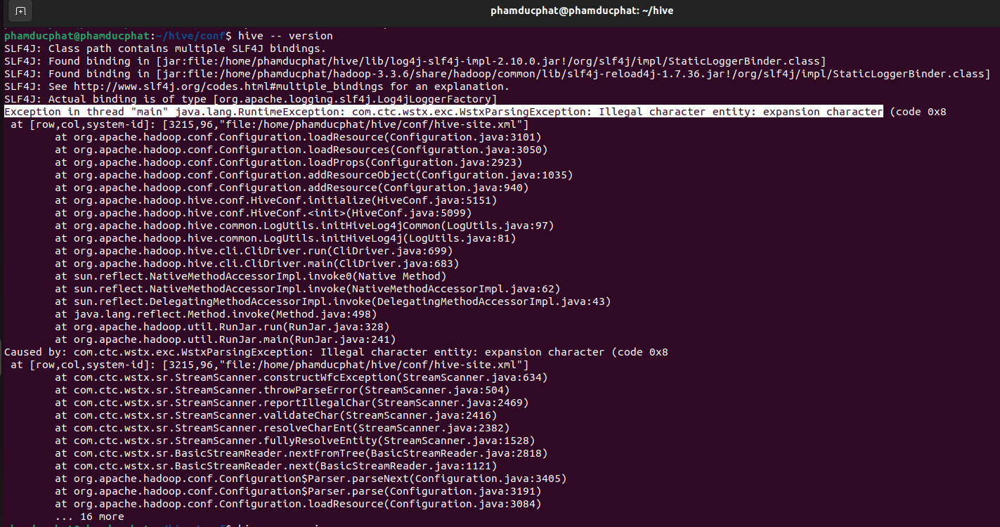 phamducphat@phamducphat: ~/hive
phamducphat@phamducphat:~/hive/conf$ hive -- version
SLF4J: Class path contains multiple SLF4J bindings.
SLF4J: Found binding in [jar:file:/home/phamducphat/hive/lib/log4j-slf4j-impl-2.10.0.jar!/org/slf4j/impl/StaticLoggerBinder.class]
SLF4J: Found binding in [jar:file:/home/phamducphat/hadoop-3.3.6/share/hadoop/common/lib/slf4j-reload4j-1.7.36.jar!/org/slf4j/impl/StaticLoggerBinder.class]
SLF4J: See http://www.slf4j.org/codes.html#multiple_bindings for an explanation.
SLF4J: Actual binding is of type [org.apache.logging.slf4j.Log4jLoggerFactory]
Exception in thread "main" java.lang.RuntimeException: com.ctc.wstx.exc.WstxParsingException: Illegal character entity: expansion character (code 0x8
 at [row,col,system-id]: [3215,96,"file:/home/phamducphat/hive/conf/hive-site.xml"]
        at org.apache.hadoop.conf.Configuration.loadResource(Configuration.java:3101)
        at org.apache.hadoop.conf.Configuration.loadResources(Configuration.java:3050)
        at org.apache.hadoop.conf.Configuration.loadProps(Configuration.java:2923)
        at org.apache.hadoop.conf.Configuration.addResourceObject(Configuration.java:1035)
        at org.apache.hadoop.conf.Configuration.addResource(Configuration.java:940)
        at org.apache.hadoop.hive.conf.HiveConf.initialize(HiveConf.java:5151)
        at org.apache.hadoop.hive.conf.HiveConf.<init>(HiveConf.java:5099)
        at org.apache.hadoop.hive.common.LogUtils.initHiveLog4jCommon(LogUtils.java:97)
        at org.apache.hadoop.hive.common.LogUtils.initHiveLog4j(LogUtils.java:81)
        at org.apache.hadoop.hive.cli.CliDriver.run(CliDriver.java:699)
        at org.apache.hadoop.hive.cli.CliDriver.main(CliDriver.java:683)
        at sun.reflect.NativeMethodAccessorImpl.invoke0(Native Method)
        at sun.reflect.NativeMethodAccessorImpl.invoke(NativeMethodAccessorImpl.java:62)
        at sun.reflect.DelegatingMethodAccessorImpl.invoke(DelegatingMethodAccessorImpl.java:43)
        at java.lang.reflect.Method.invoke(Method.java:498)
        at org.apache.hadoop.util.RunJar.run(RunJar.java:328)
        at org.apache.hadoop.util.RunJar.main(RunJar.java:241)
Caused by: com.ctc.wstx.exc.WstxParsingException: Illegal character entity: expansion character (code 0x8
 at [row,col,system-id]: [3215,96,"file:/home/phamducphat/hive/conf/hive-site.xml"]
        at com.ctc.wstx.sr.StreamScanner.constructWfcException(StreamScanner.java:634)
        at com.ctc.wstx.sr.StreamScanner.throwParseError(StreamScanner.java:504)
        at com.ctc.wstx.sr.StreamScanner.reportIllegalChar(StreamScanner.java:2469)
        at com.ctc.wstx.sr.StreamScanner.validateChar(StreamScanner.java:2416)
        at com.ctc.wstx.sr.StreamScanner.resolveCharEnt(StreamScanner.java:2382)
        at com.ctc.wstx.sr.StreamScanner.fullyResolveEntity(StreamScanner.java:1528)
        at com.ctc.wstx.sr.BasicStreamReader.nextFromTree(BasicStreamReader.java:2818)
        at com.ctc.wstx.sr.BasicStreamReader.next(BasicStreamReader.java:1121)
        at org.apache.hadoop.conf.Configuration$Parser.parseNext(Configuration.java:3405)
        at org.apache.hadoop.conf.Configuration$Parser.parse(Configuration.java:3191)
        at org.apache.hadoop.conf.Configuration.loadResource(Configuration.java:3084)
        ... 16 more